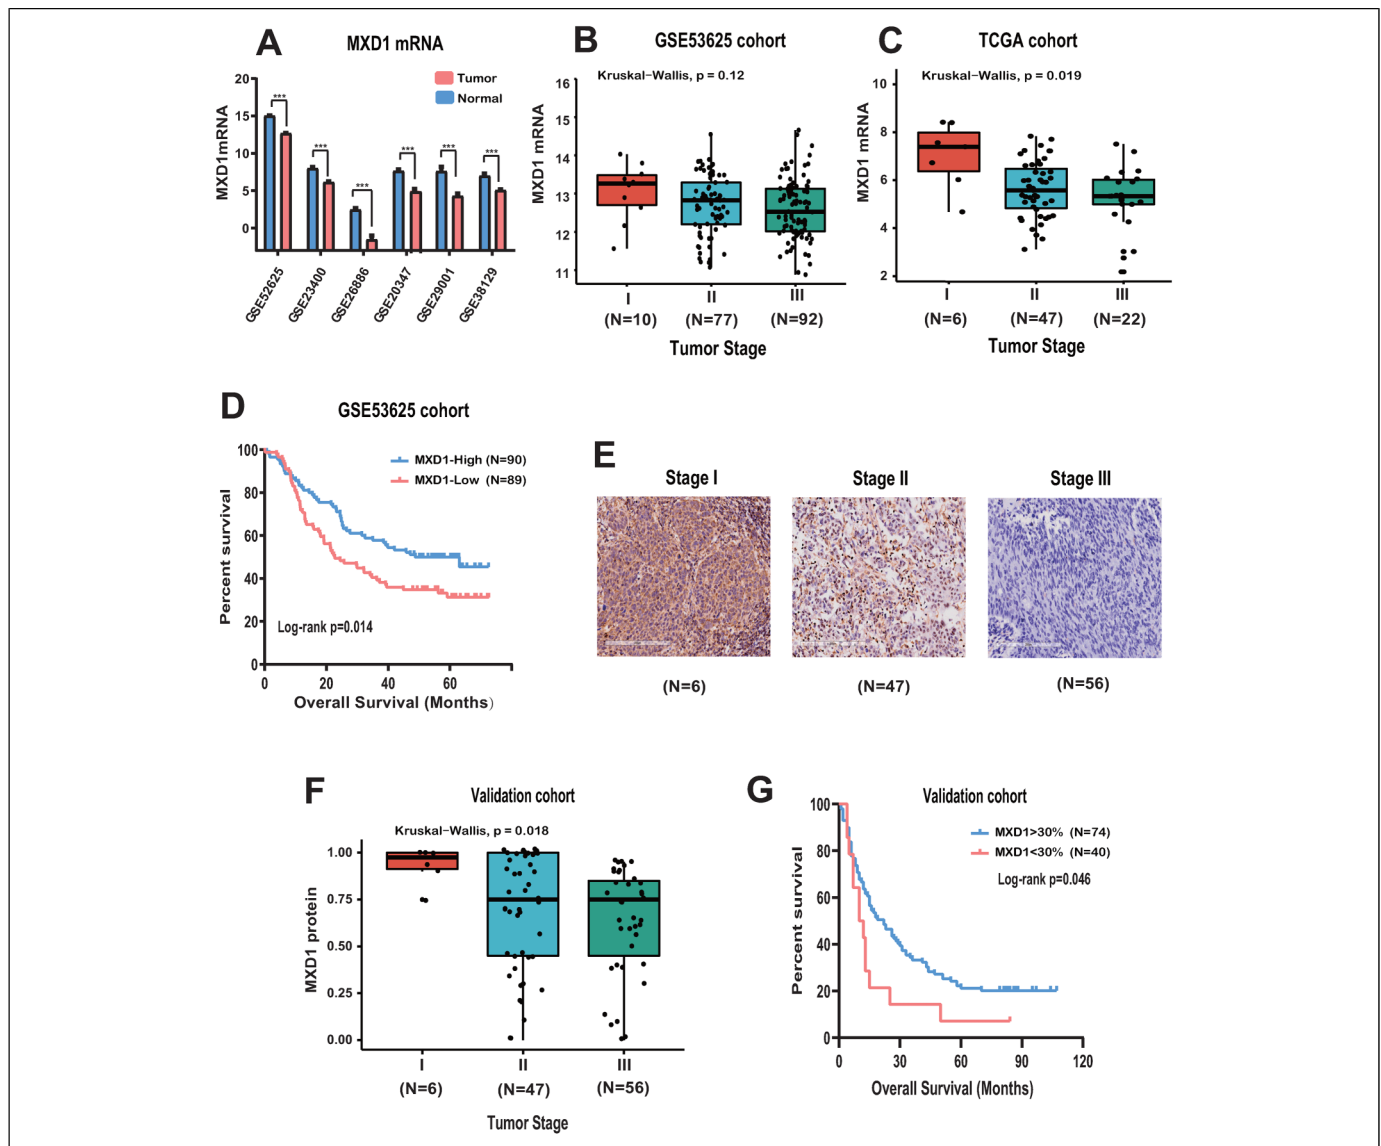 A
MXD1 mRNA
Tumor
Normal
MXD1mRNA
20
15
10
5
0
***
***
***
***
***
***
GSE52625
GSE23400
GSE26886
GSE20347
GSE29001
GSE38129
B
GSE53625 cohort
Kruskal−Wallis, p = 0.12
MXD1 mRNA
16
15
14
13
12
11
I
II
III
(N=10)
(N=77)
(N=92)
Tumor Stage
C
TCGA cohort
Kruskal−Wallis, p = 0.019
MXD1 mRNA
10
8
6
4
2
I
II
III
(N=6)
(N=47)
(N=22)
Tumor Stage
D
GSE53625 cohort
MXD1-High (N=90)
MXD1-Low (N=89)
Percent survival
100
80
60
40
20
0
Log-rank p=0.014
0
20
40
60
Overall Survival (Months)
E
Stage I
Stage II
Stage III
(N=6)
(N=47)
(N=56)
F
Validation cohort
Kruskal−Wallis, p = 0.018
MXD1 protein
1.00
0.75
0.50
0.25
0.00
I
II
III
(N=6)
(N=47)
(N=56)
Tumor Stage
G
Validation cohort
MXD1>30% (N=74)
MXD1<30% (N=40)
Log-rank p=0.046
Percent survival
100
80
60
40
20
0
0
30
60
90
120
Overall Survival (Months)